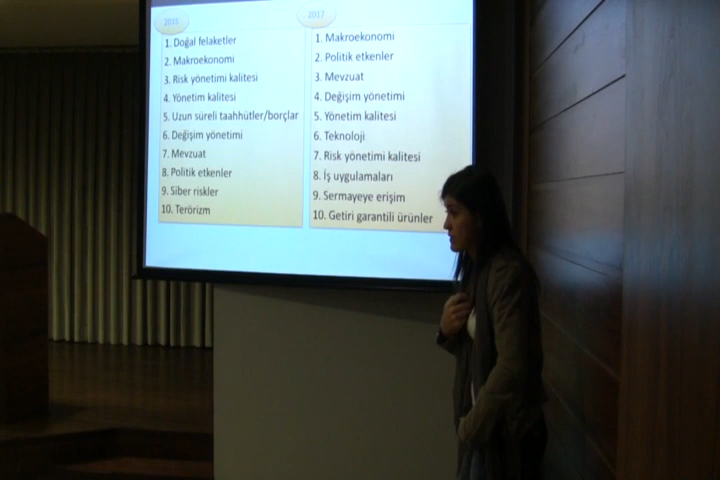 2015
1. Doğal felaketler
2. Makroekonomi
3. Risk yönetimi kalitesi
4. Yönetim kalitesi
5. Uzun süreli taahhütler/borçlar
6. Değişim yönetimi
7. Mevzuat
8. Politik etkenler
9. Siber riskler
10. Terörizm
2017
1. Makroekonomi
2. Politik etkenler
3. Mevzuat
4. Değişim yönetimi
5. Yönetim kalitesi
6. Teknoloji
7. Risk yönetimi kalitesi
8. İş uygulamaları
9. Sermayeye erişim
10. Getiri garantili ürünler